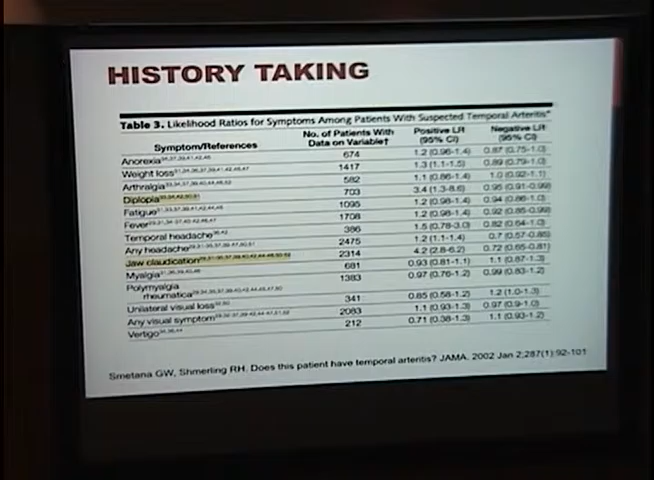 HISTORY TAKING
Table 3. Likelihood Ratios for Symptoms Among Patients With Suspected Temporal Arteritis*
No. of Patients With Positive LR Negative LR
Symptom/References Data on Variable† (95% CI) (95% CI)
Anorexia 674 1.2 (0.96-1.4) 0.87 (0.75-1.0)
Weight loss 1417 1.3 (1.1-1.5) 0.89 (0.79-1.0)
Arthralgia 582 1.1 (0.86-1.4) 1.0 (0.92-1.1)
Diplopia 703 3.4 (1.3-8.6) 0.95 (0.91-0.99)
Fatigue 1095 1.2 (0.98-1.4) 0.94 (0.86-1.0)
Fever 1708 1.2 (0.98-1.4) 0.92 (0.85-0.99)
Temporal headache 386 1.5 (0.78-3.0) 0.82 (0.64-1.0)
Any headache 2475 1.2 (1.1-1.4) 0.7 (0.57-0.85)
Jaw claudication 2314 4.2 (2.8-6.2) 0.72 (0.65-0.81)
Myalgia 681 0.93 (0.81-1.1) 1.1 (0.87-1.3)
Polymyalgia
rheumatica 1383 0.97 (0.76-1.2) 0.99 (0.83-1.2)
Unilateral visual loss 341 0.85 (0.58-1.2) 1.2 (1.0-1.3)
Any visual symptom 2083 1.1 (0.93-1.3) 0.97 (0.9-1.0)
Vertigo 212 0.71 (0.38-1.3) 1.1 (0.93-1.2)
Smetana GW, Shmerling RH. Does this patient have temporal arteritis? JAMA. 2002 Jan 2;287(1):92-101